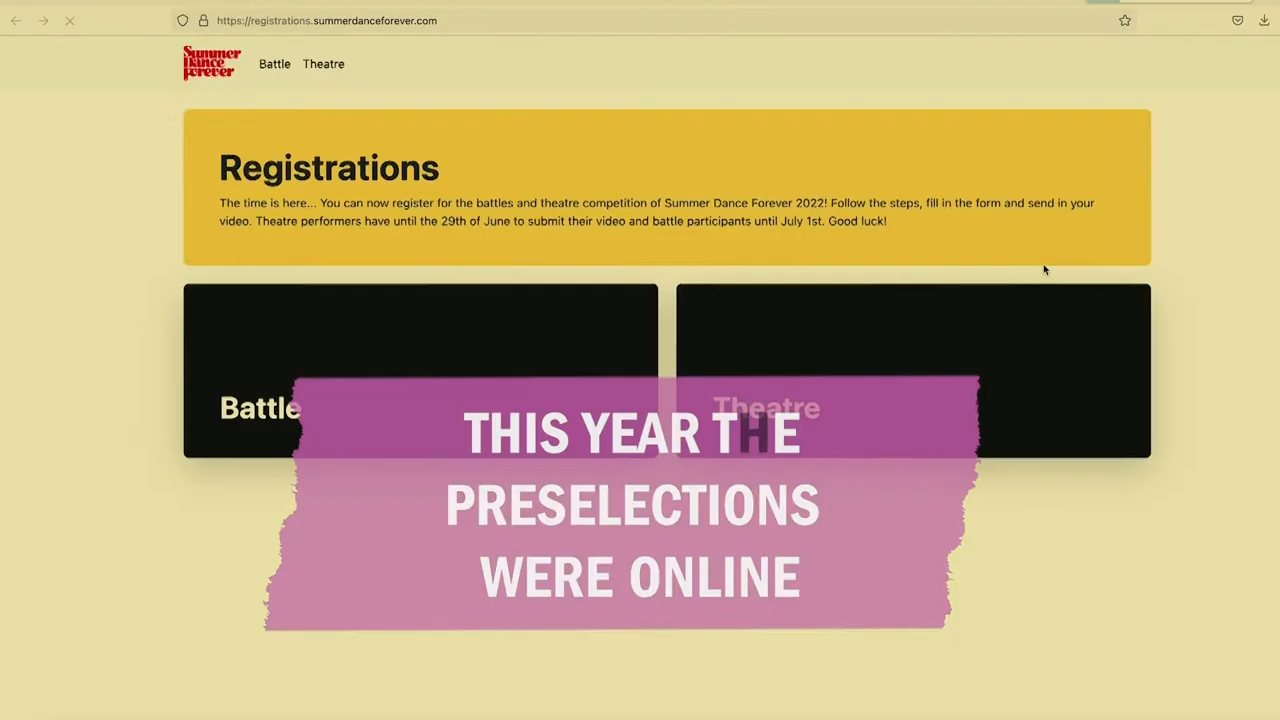 https://registrations.summerdanceforever.com
Summer
Dance
Forever
Battle Theatre
Registrations
The time is here... You can now register for the battles and theatre competition of Summer Dance Forever 2022! Follow the steps, fill in the form and send in your
video. Theatre performers have until the 29th of June to submit their video and battle participants until July 1st. Good luck!
Battle
Theatre
THIS YEAR THE
PRESELECTIONS
WERE ONLINE